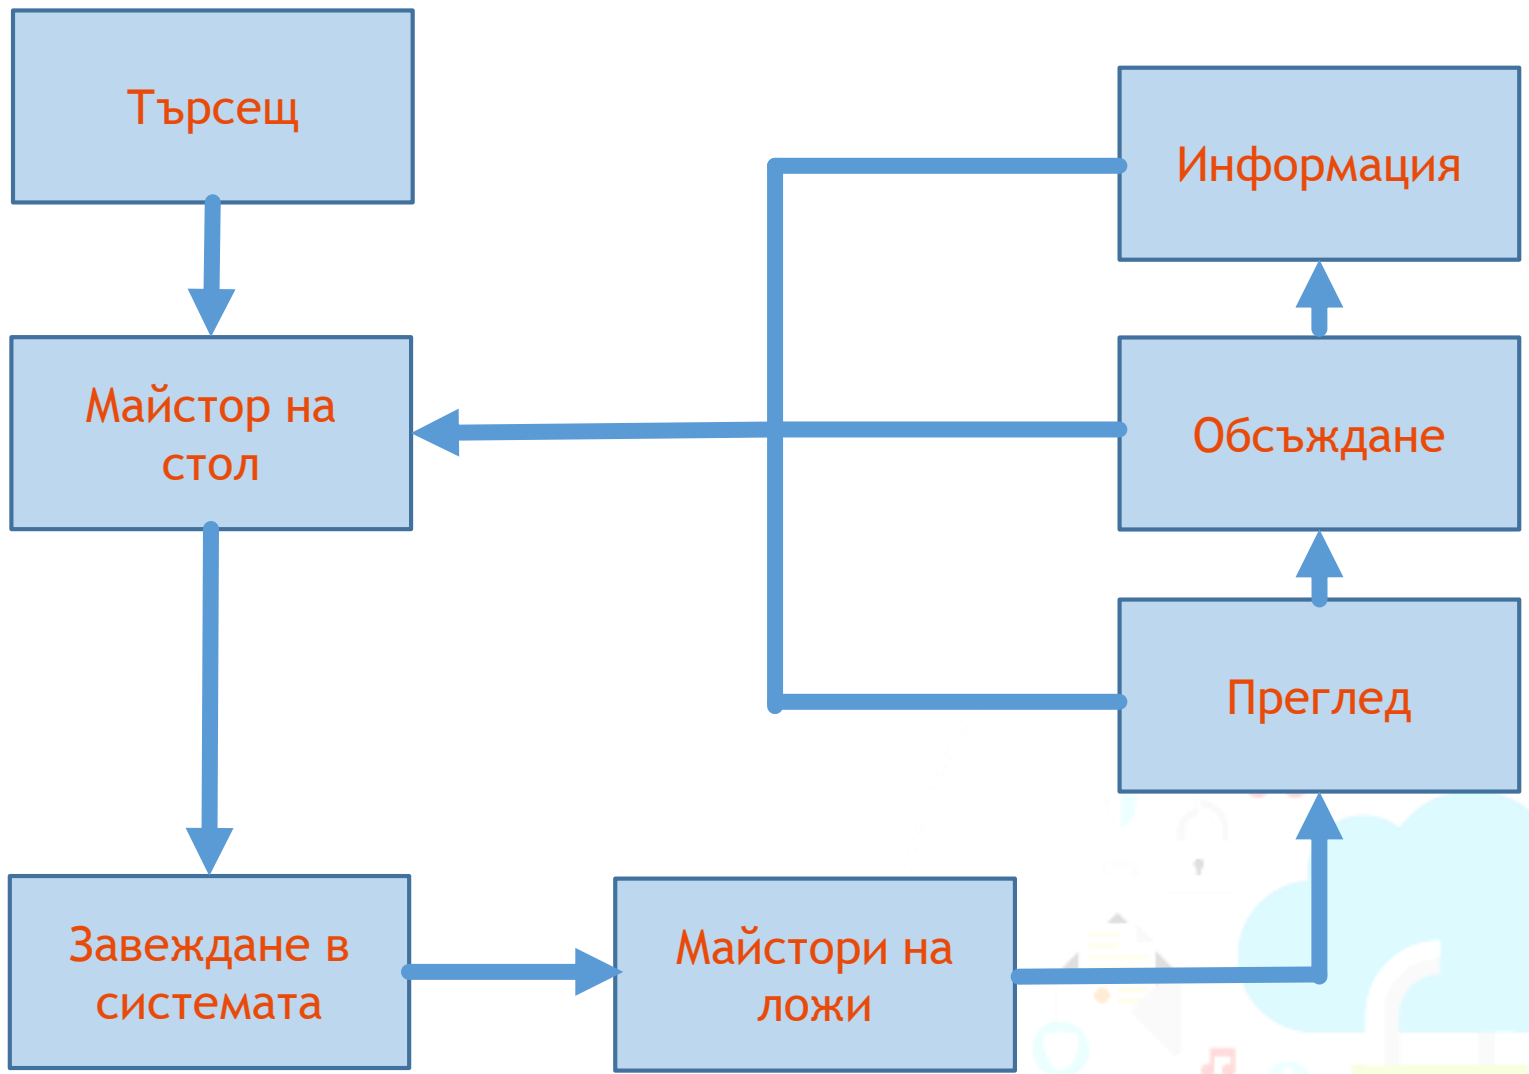 Търсещ
Майстор на
стол
Завеждане в
системата
Майстори на
ложи
Преглед
Обсъждане
Информация